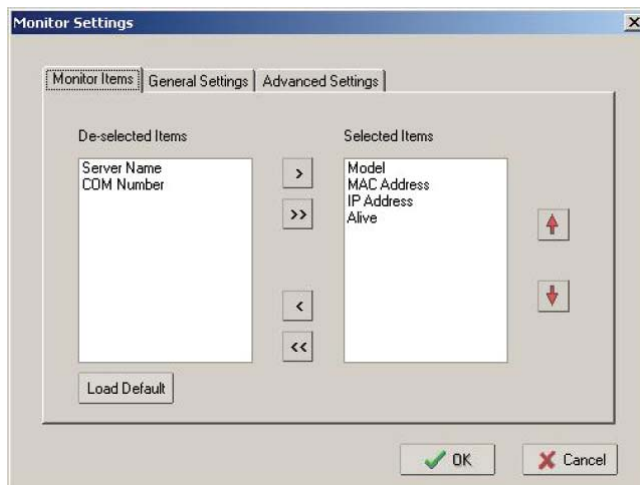 Monitor Settings
Monitor Items
General Settings
Advanced Settings
De-selected Items
Selected Items
Server Name
COM Number
>
>>
<
<<
Model
MAC Address
IP Address
Alive
Load Default
OK
Cancel